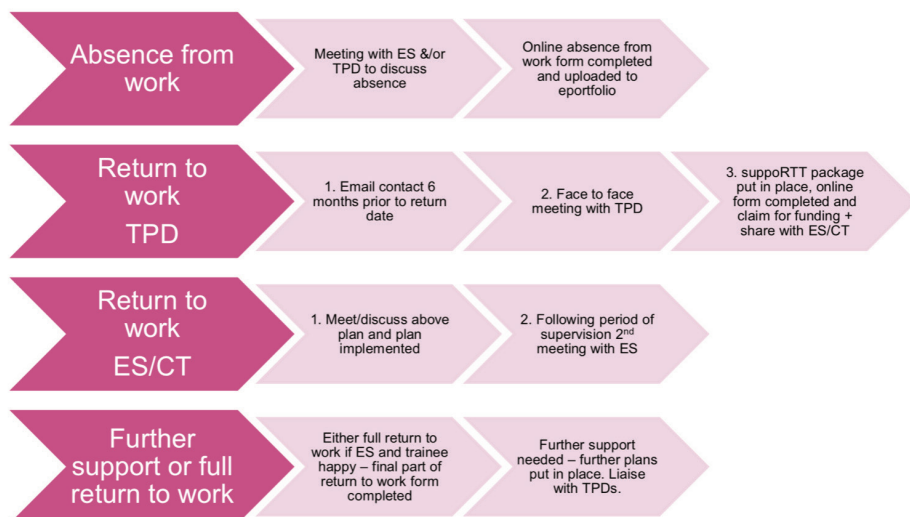 Absence from
work
Meeting with ES &/or
TPD to discuss
absence
Online absence from
work form completed
and uploaded to
eportfolio
Return to
work
TPD
1. Email contact 6
months prior to return
date
2. Face to face
meeting with TPD
3. suppoRTT package
put in place, online
form completed and
claim for funding +
share with ES/CT
Return to
work
ES/CT
1. Meet/discuss above
plan and plan
implemented
2. Following period of
supervision 2nd
meeting with ES
Further
support or full
return to work
Either full return to
work if ES and trainee
happy – final part of
return to work form
completed
Further support
needed – further plans
put in place. Liaise
with TPDs.